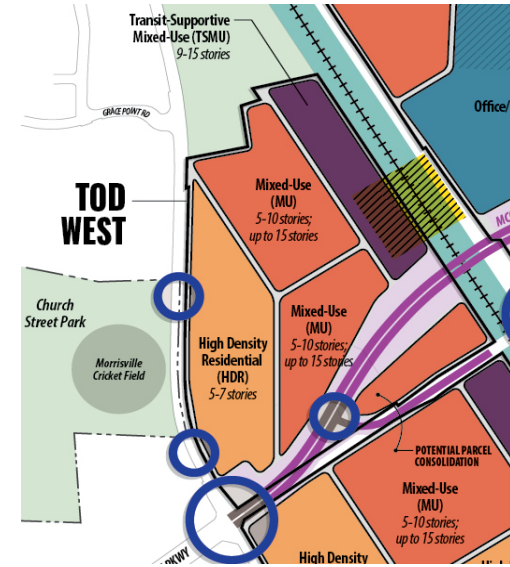 Transit-Supportive
Mixed-Use (TSMU)
9-15 stories
GRACE POINT RD
Office/
TOD
WEST
Mixed-Use
(MU)
5-10 stories;
up to 15 stories
MC
Church
Street Park
Mixed-Use
(MU)
5-10 stories;
up to 15 stories
High Density
Residential
(HDR)
5-7 stories
Morrisville
Cricket Field
POTENTIAL PARCEL
CONSOLIDATION
Mixed-Use
(MU)
5-10 stories;
up to 15 stories
PKWY
High Density